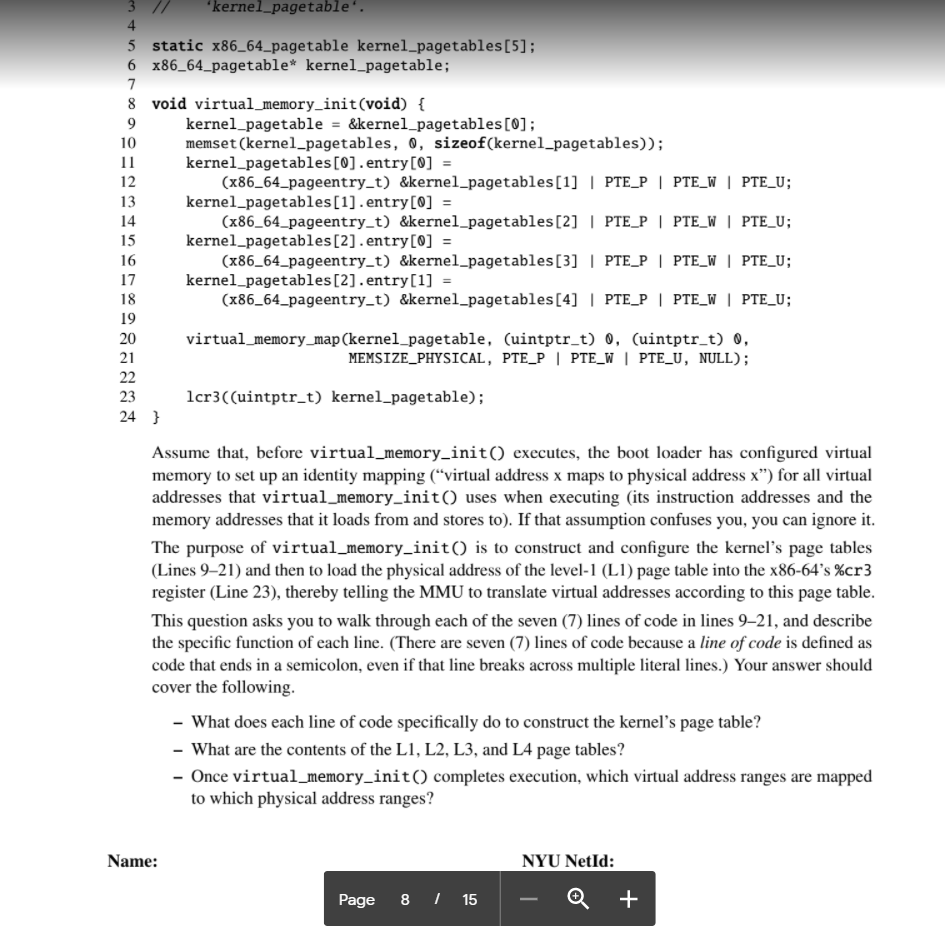 3 // 'kernel_pagetable'.
4
5 static x86_64_pagetable kernel_pagetables[5];
6 x86_64_pagetable* kernel_pagetable;
7
8 void virtual_memory_init(void) {
9 kernel_pagetable = &kernel_pagetables[0];
10 memset(kernel_pagetables, 0, sizeof(kernel_pagetables));
11 kernel_pagetables[0].entry[0] =
12 (x86_64_pageentry_t) &kernel_pagetables[1] | PTE_P | PTE_W | PTE_U;
13 kernel_pagetables[1].entry[0] =
14 (x86_64_pageentry_t) &kernel_pagetables[2] | PTE_P | PTE_W | PTE_U;
15 kernel_pagetables[2].entry[0] =
16 (x86_64_pageentry_t) &kernel_pagetables[3] | PTE_P | PTE_W | PTE_U;
17 kernel_pagetables[2].entry[1] =
18 (x86_64_pageentry_t) &kernel_pagetables[4] | PTE_P | PTE_W | PTE_U;
19
20 virtual_memory_map(kernel_pagetable, (uintptr_t) 0, (uintptr_t) 0,
21 MEMSIZE_PHYSICAL, PTE_P | PTE_W | PTE_U, NULL);
22
23 lcr3((uintptr_t) kernel_pagetable);
24 }
Assume that, before virtual_memory_init() executes, the boot loader has configured virtual
memory to set up an identity mapping (“virtual address x maps to physical address x”) for all virtual
addresses that virtual_memory_init() uses when executing (its instruction addresses and the
memory addresses that it loads from and stores to). If that assumption confuses you, you can ignore it.
The purpose of virtual_memory_init() is to construct and configure the kernel’s page tables
(Lines 9–21) and then to load the physical address of the level-1 (L1) page table into the x86-64’s %cr3
register (Line 23), thereby telling the MMU to translate virtual addresses according to this page table.
This question asks you to walk through each of the seven (7) lines of code in lines 9–21, and describe
the specific function of each line. (There are seven (7) lines of code because a line of code is defined as
code that ends in a semicolon, even if that line breaks across multiple literal lines.) Your answer should
cover the following.
– What does each line of code specifically do to construct the kernel’s page table?
– What are the contents of the L1, L2, L3, and L4 page tables?
– Once virtual_memory_init() completes execution, which virtual address ranges are mapped
to which physical address ranges?
Name: NYU NetId:
Page 8 / 15